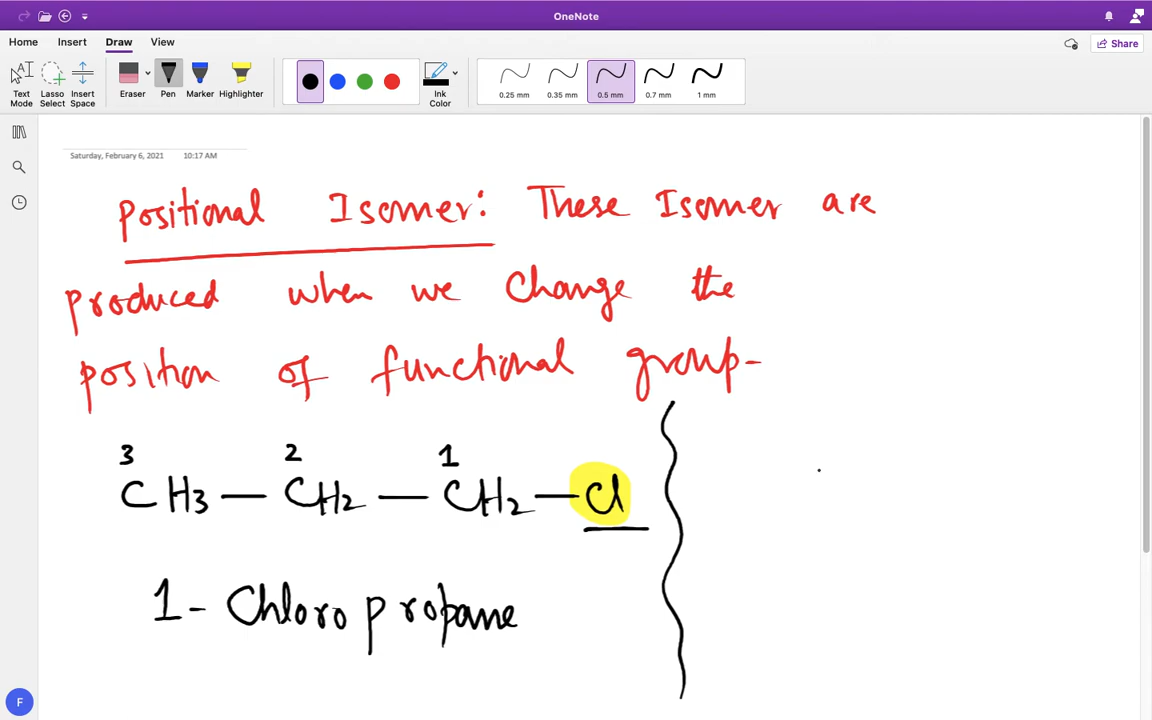 OneNote
Home Insert Draw View
Share
Text Mode
Lasso Select
Insert Space
Eraser
Pen
Marker
Highlighter
Ink Color
0.25 mm
0.35 mm
0.5 mm
0.7 mm
1 mm
Saturday, February 6, 2021 10:17 AM
Positional Isomer: These Isomer are
produced when we change the
position of functional group-
3 2 1
CH3 — CH2 — CH2 — Cl
1- Chloro propane
F